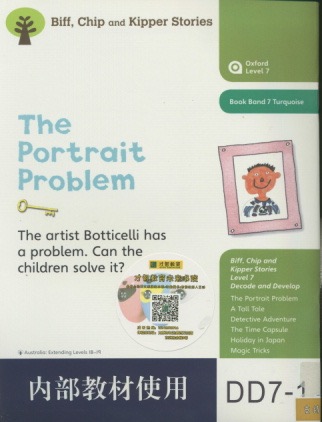 Biff, Chip and Kipper Stories
Oxford
Level 7
Book Band 7 Turquoise
The
Portrait
Problem
The artist Botticelli has
a problem. Can the
children solve it?
Biff, Chip and
Kipper Stories
Level 7
Decode and Develop
The Portrait Problem
A Tall Tale
Detective Adventure
The Time Capsule
Holiday in Japan
Magic Tricks
Australia: Extending Levels 18-19
内部教材使用
DD7-1